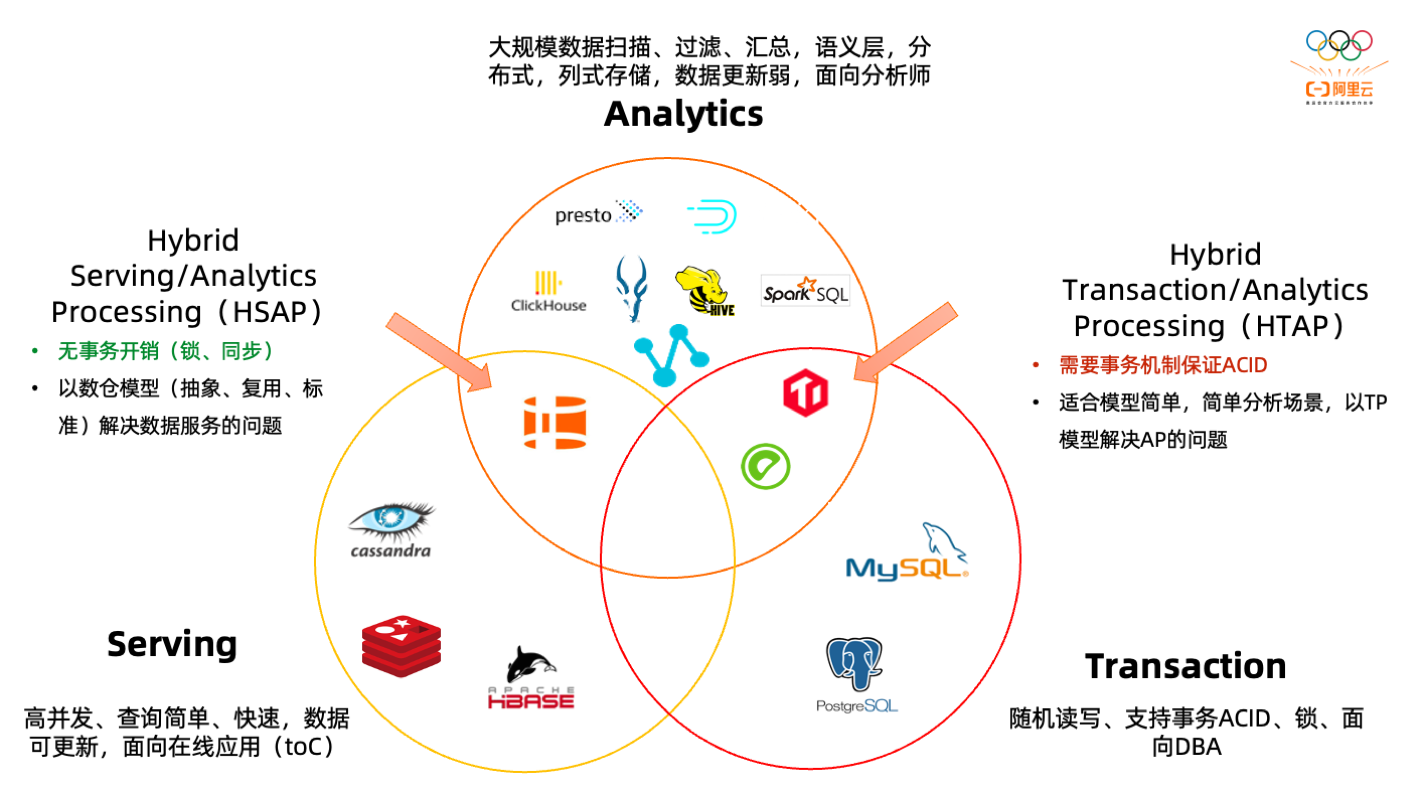 大规模数据扫描、过滤、汇总，语义层，分
布式，列式存储，数据更新弱，面向分析师
Analytics
阿里云
Hybrid
Serving/Analytics
Processing（HSAP）
无事务开销（锁、同步）
以数仓模型（抽象、复用、标
准）解决数据服务的问题
Hybrid
Transaction/Analytics
Processing（HTAP）
需要事务机制保证ACID
适合模型简单，简单分析场景，以TP
模型解决AP的问题
presto
ClickHouse
HIVE
Spark SQL
cassandra
APACHE
HBASE
MySQL®
PostgreSQL
Serving
高并发、查询简单、快速，数据
可更新，面向在线应用（toC）
Transaction
随机读写、支持事务ACID、锁、面
向DBA